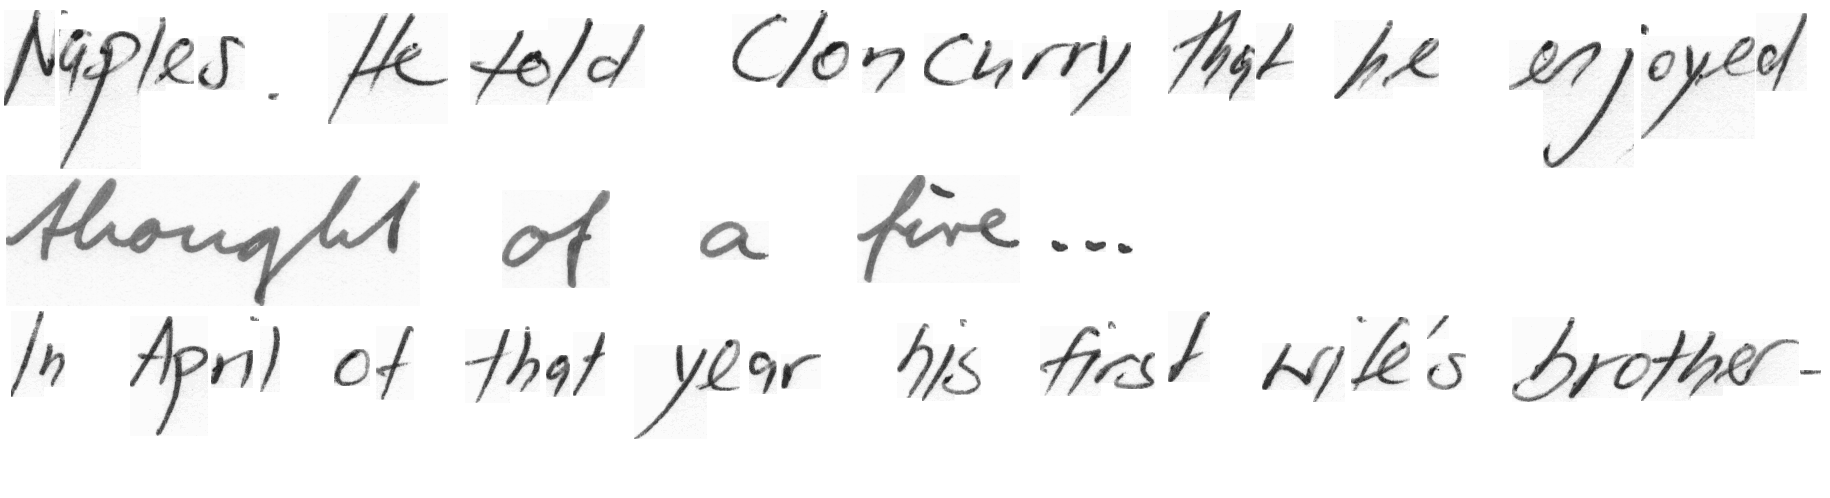 Naples. He told Cloncurry that he enjoyed
thought of a fire...
In April of that year his first wife's brother-